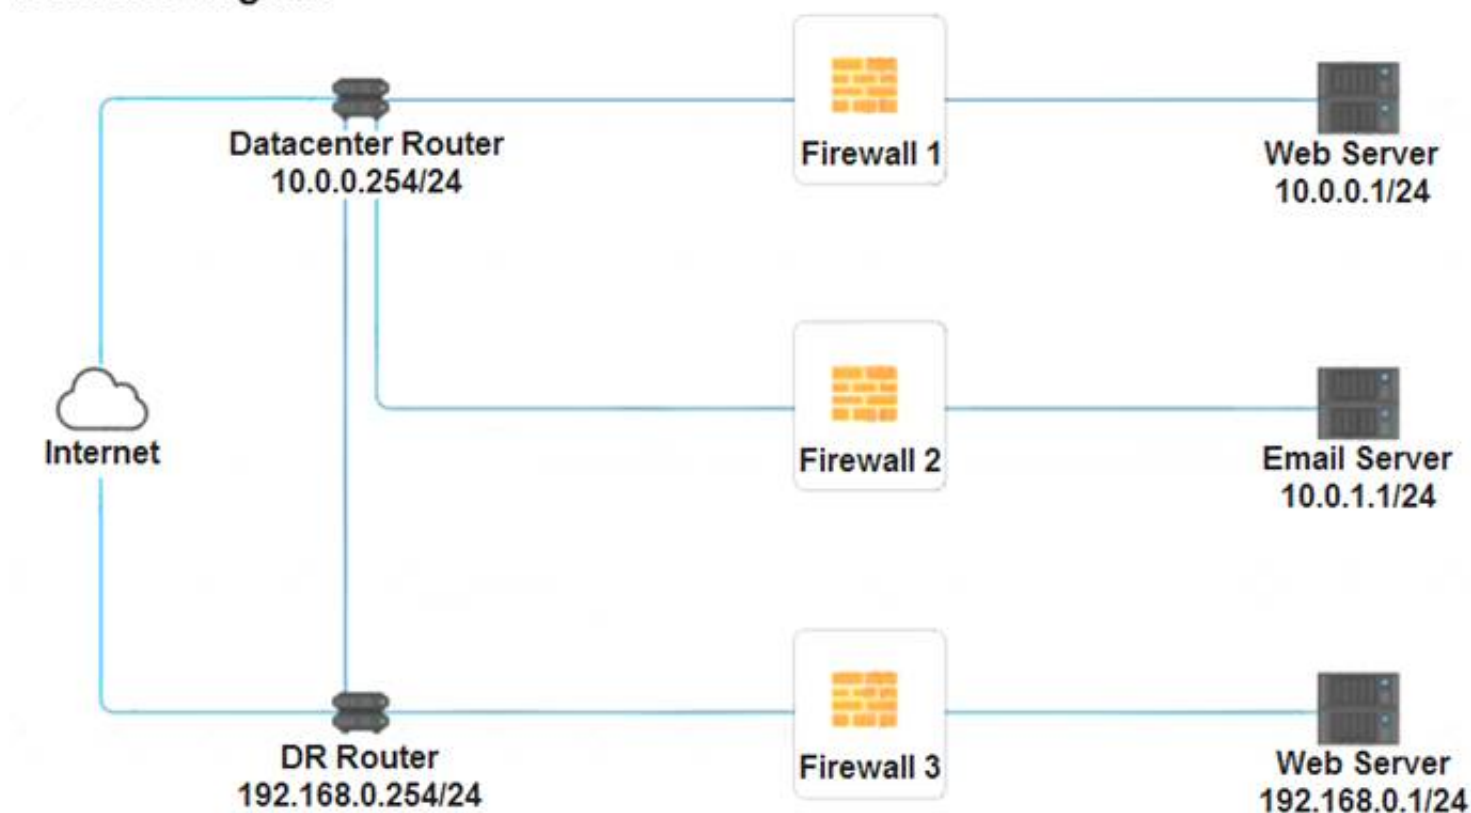 Datacenter Router
10.0.0.254/24
Firewall 1
Web Server
10.0.0.1/24
Internet
Firewall 2
Email Server
10.0.1.1/24
DR Router
192.168.0.254/24
Firewall 3
Web Server
192.168.0.1/24